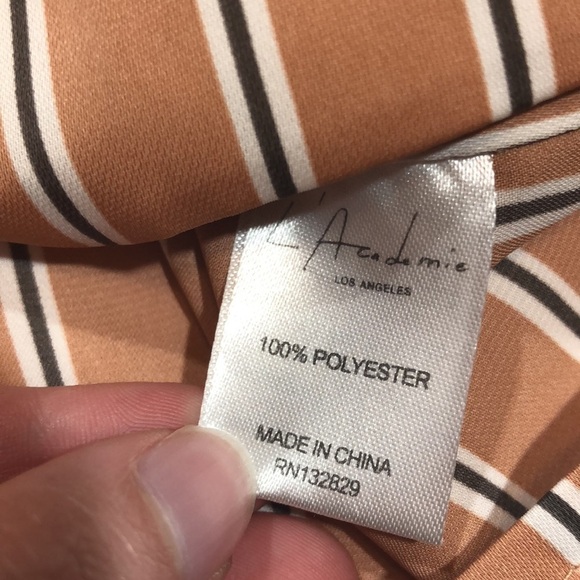 L'Academie
LOS ANGELES
100% POLYESTER
MADE IN CHINA
RN132829